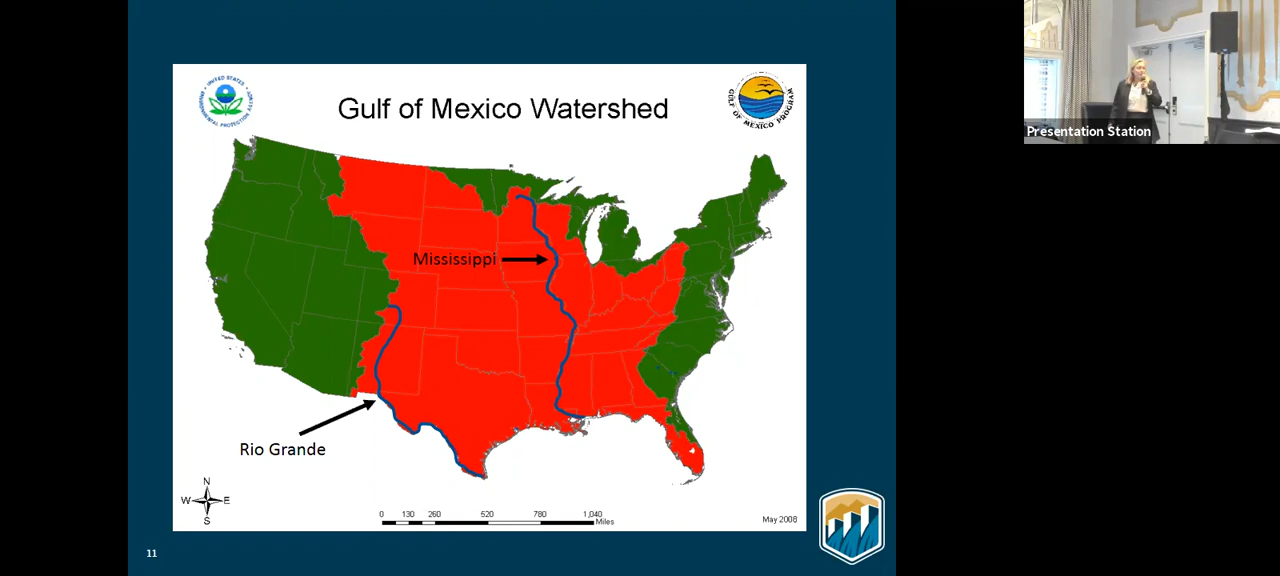 UNITED STATES
ENVIRONMENTAL PROTECTION
Gulf of Mexico Watershed
GULF OF MEXICO PROGRAM
Presentation Station
Mississippi
Rio Grande
N
W E
S
0 130 260 520 780 1,040
Miles
May 2008
11